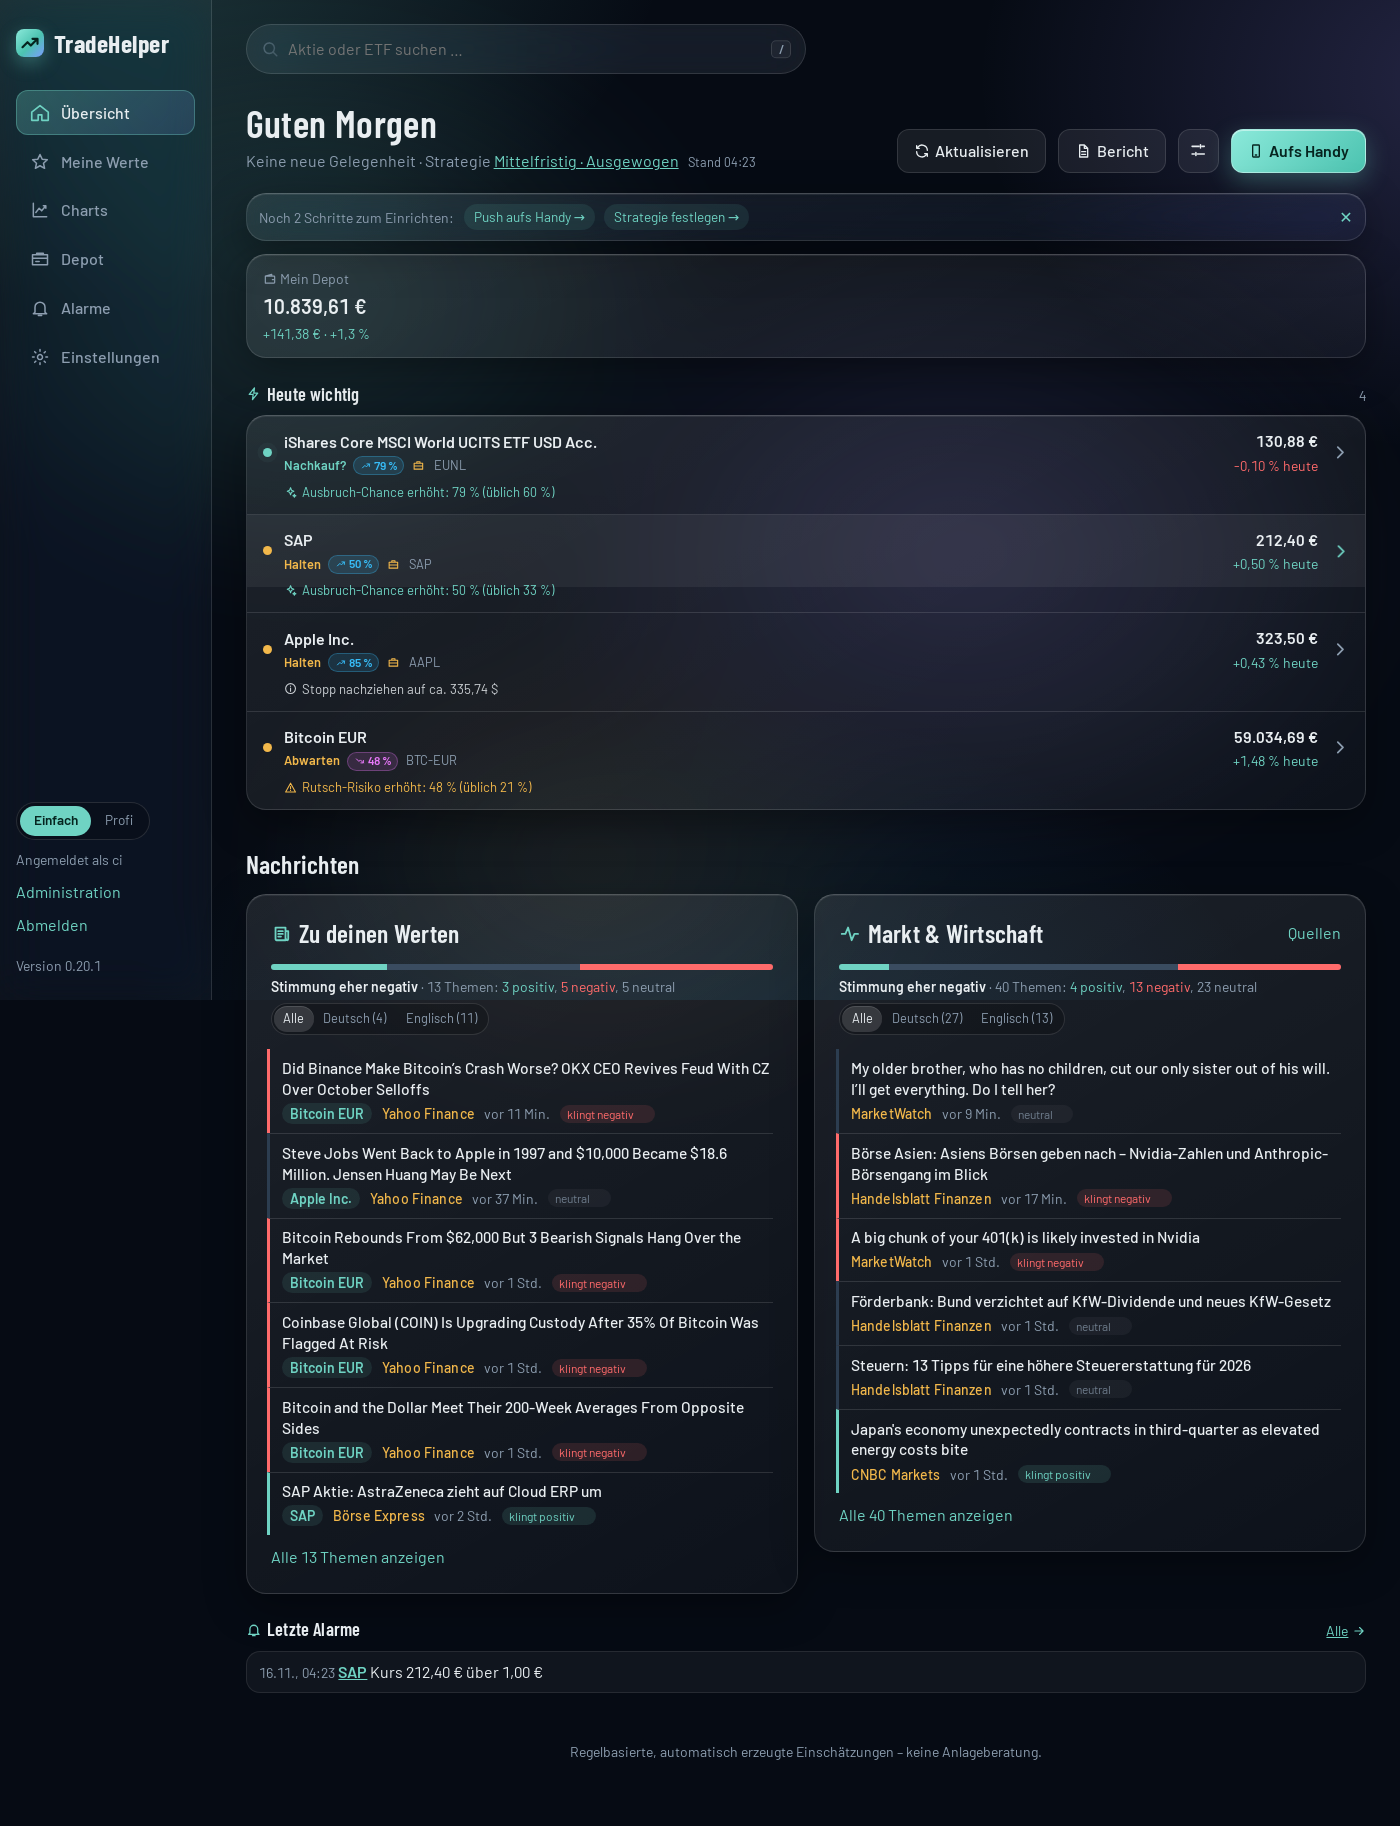 TradeHelper
Übersicht
Meine Werte
Charts
Depot
Alarme
Einstellungen
Einfach Profi
Angemeldet als ci
Administration
Abmelden
Version 0.20.1
Aktie oder ETF suchen ... /
Guten Morgen
Keine neue Gelegenheit · Strategie Mittelfristig · Ausgewogen Stand 04:23
Aktualisieren Bericht Aufs Handy
Noch 2 Schritte zum Einrichten: Push aufs Handy → Strategie festlegen → ×
Mein Depot
10.839,61 €
+141,38 € · +1,3 %
Heute wichtig 4
iShares Core MSCI World UCITS ETF USD Acc. 130,88 €
Nachkauf? 79 % EUNL -0,10 % heute
Ausbruch-Chance erhöht: 79 % (üblich 60 %)
SAP 212,40 €
Halten 50 % SAP +0,50 % heute
Ausbruch-Chance erhöht: 50 % (üblich 33 %)
Apple Inc. 323,50 €
Halten 85 % AAPL +0,43 % heute
Stopp nachziehen auf ca. 335,74 $
Bitcoin EUR 59.034,69 €
Abwarten 48 % BTC-EUR +1,48 % heute
Rutsch-Risiko erhöht: 48 % (üblich 21 %)
Nachrichten
Zu deinen Werten
Stimmung eher negativ · 13 Themen: 3 positiv, 5 negativ, 5 neutral
Alle Deutsch (4) Englisch (11)
Did Binance Make Bitcoin’s Crash Worse? OKX CEO Revives Feud With CZ
Over October Selloffs
Bitcoin EUR Yahoo Finance vor 11 Min. klingt negativ
Steve Jobs Went Back to Apple in 1997 and $10,000 Became $18.6
Million. Jensen Huang May Be Next
Apple Inc. Yahoo Finance vor 37 Min. neutral
Bitcoin Rebounds From $62,000 But 3 Bearish Signals Hang Over the
Market
Bitcoin EUR Yahoo Finance vor 1 Std. klingt negativ
Coinbase Global (COIN) Is Upgrading Custody After 35% Of Bitcoin Was
Flagged At Risk
Bitcoin EUR Yahoo Finance vor 1 Std. klingt negativ
Bitcoin and the Dollar Meet Their 200-Week Averages From Opposite
Sides
Bitcoin EUR Yahoo Finance vor 1 Std. klingt negativ
SAP Aktie: AstraZeneca zieht auf Cloud ERP um
SAP Börse Express vor 2 Std. klingt positiv
Alle 13 Themen anzeigen
Markt & Wirtschaft Quellen
Stimmung eher negativ · 40 Themen: 4 positiv, 13 negativ, 23 neutral
Alle Deutsch (27) Englisch (13)
My older brother, who has no children, cut our only sister out of his will.
I’ll get everything. Do I tell her?
MarketWatch vor 9 Min. neutral
Börse Asien: Asiens Börsen geben nach – Nvidia-Zahlen und Anthropic-
Börsengang im Blick
Handelsblatt Finanzen vor 17 Min. klingt negativ
A big chunk of your 401(k) is likely invested in Nvidia
MarketWatch vor 1 Std. klingt negativ
Förderbank: Bund verzichtet auf KfW-Dividende und neues KfW-Gesetz
Handelsblatt Finanzen vor 1 Std. neutral
Steuern: 13 Tipps für eine höhere Steuererstattung für 2026
Handelsblatt Finanzen vor 1 Std. neutral
Japan's economy unexpectedly contracts in third-quarter as elevated
energy costs bite
CNBC Markets vor 1 Std. klingt positiv
Alle 40 Themen anzeigen
Letzte Alarme Alle →
16.11., 04:23 SAP Kurs 212,40 € über 1,00 €
Regelbasierte, automatisch erzeugte Einschätzungen – keine Anlageberatung.